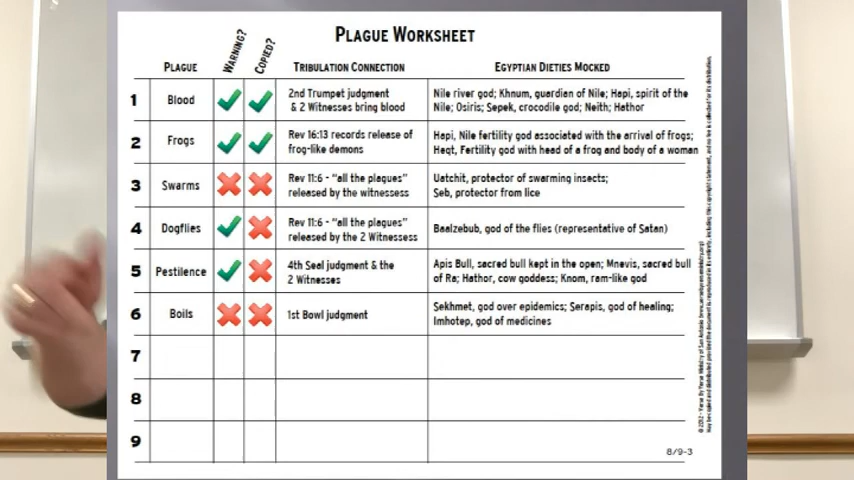 PLAGUE WORKSHEET
PLAGUE WARNING? COPIED? TRIBULATION CONNECTION EGYPTIAN DIETIES MOCKED
1 Blood 2nd Trumpet judgment & 2 Witnesses bring blood Nile river god; Khnum, guardian of Nile; Hapi, spirit of the Nile; Osiris; Sepek, crocodile god; Neith; Hathor
2 Frogs Rev 16:13 records release of frog-like demons Hapi, Nile fertility god associated with the arrival of frogs; Heqt, Fertility god with head of a frog and body of a woman
3 Swarms Rev 11:6 - "all the plagues" released by the witnessess Uatchit, protector of swarming insects; Seb, protector from lice
4 Dogflies Rev 11:6 - "all the plagues" released by the 2 Witnessess Baalzebub, god of the flies (representative of Satan)
5 Pestilence 4th Seal judgment & the 2 Witnesses Apis Bull, sacred bull kept in the open; Mnevis, sacred bull of Ra; Hathor, cow goddess; Knom, ram-like god
6 Boils 1st Bowl judgment Sekhmet, god over epidemics; Serapis, god of healing; Imhotep, god of medicines
7
8
9
8/9-3